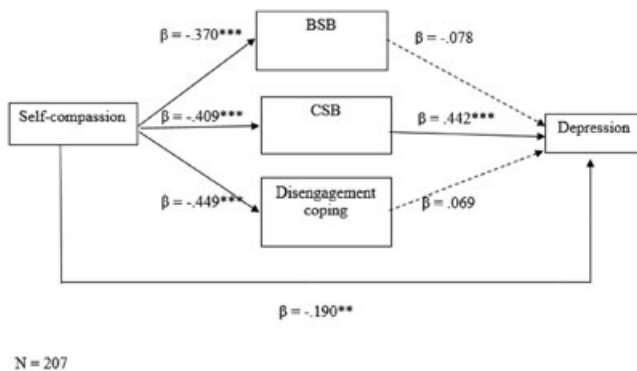 BSB
β = -.370***
β = -.078
CSB
Self-compassion
β = -.409***
β = .442***
Depression
Disengagement
coping
β = -.449***
β = .069
β = -.190**
N = 207